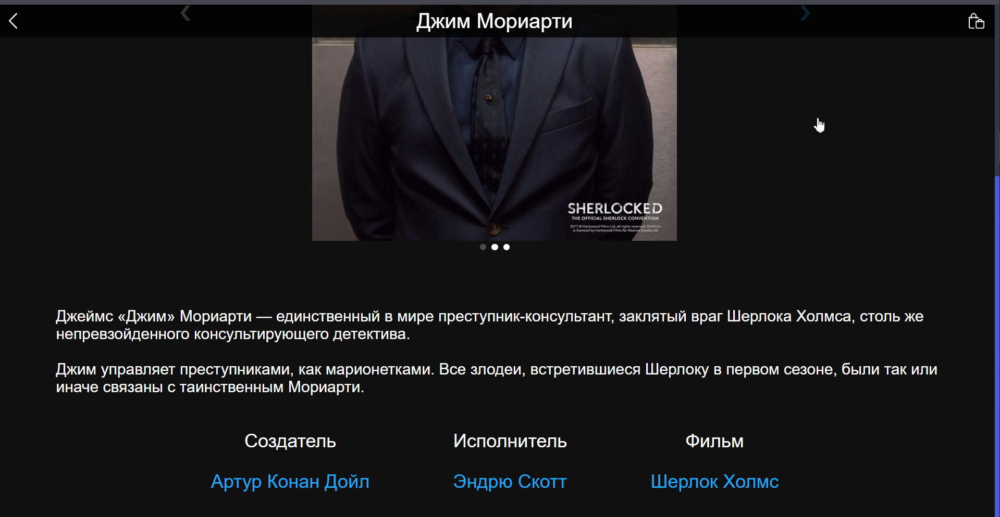 Джим Мориарти
SHERLOCKED
THE OFFICIAL SHERLOCK CONVENTION
2017 © Hartswood Films Ltd, all rights reserved. Sherlock
is licensed by Hartswood Films for Massive Events Ltd
Джеймс «Джим» Мориарти — единственный в мире преступник-консультант, заклятый враг Шерлока Холмса, столь же
непревзойденного консультирующего детектива.
Джим управляет преступниками, как марионетками. Все злодеи, встретившиеся Шерлоку в первом сезоне, были так или
иначе связаны с таинственным Мориарти.
Создатель
Исполнитель
Фильм
Артур Конан Дойл
Эндрю Скотт
Шерлок Холмс